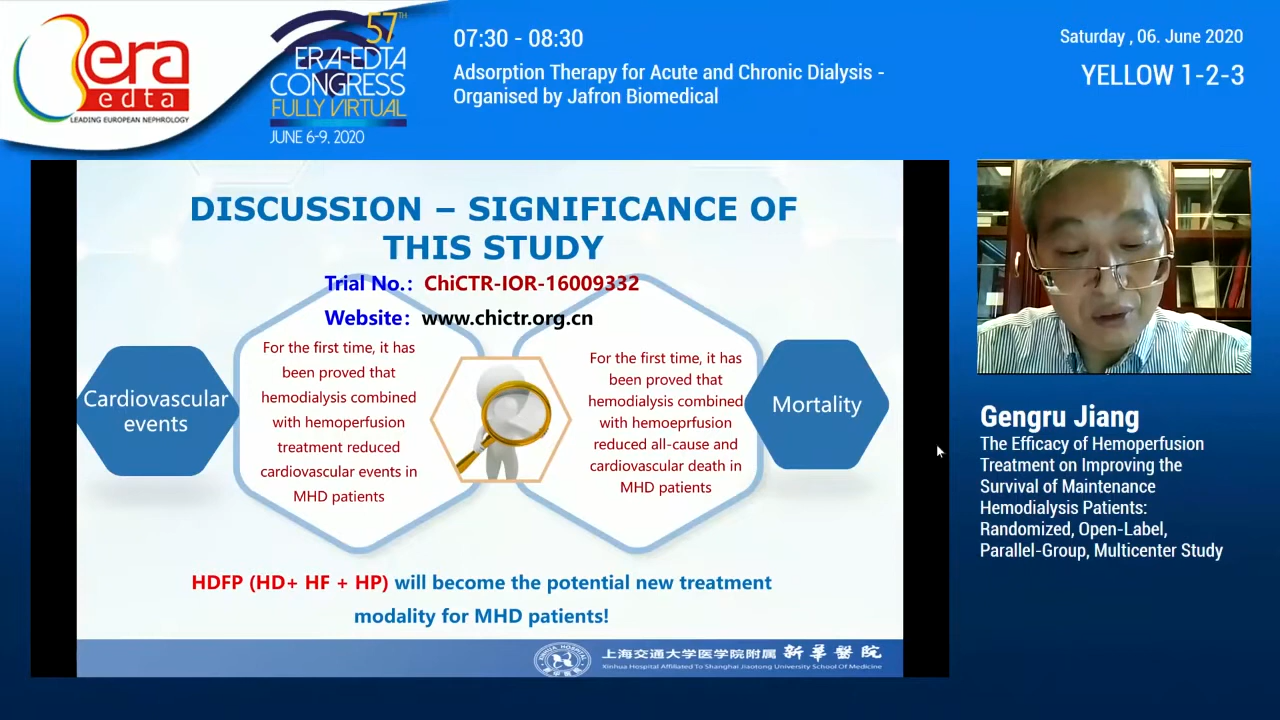 era
edta
LEADING EUROPEAN NEPHROLOGY
57TH
ERA-EDTA
CONGRESS
FULLY VIRTUAL
JUNE 6-9, 2020
07:30 - 08:30
Adsorption Therapy for Acute and Chronic Dialysis -
Organised by Jafron Biomedical
Saturday , 06. June 2020
YELLOW 1-2-3
DISCUSSION – SIGNIFICANCE OF
THIS STUDY
Trial No.: ChiCTR-IOR-16009332
Website: www.chictr.org.cn
Cardiovascular
events
For the first time, it has
been proved that
hemodialysis combined
with hemoperfusion
treatment reduced
cardiovascular events in
MHD patients
For the first time, it has
been proved that
hemodialysis combined
with hemoeprfusion
reduced all-cause and
cardiovascular death in
MHD patients
Mortality
HDFP (HD+ HF + HP) will become the potential new treatment
modality for MHD patients!
上海交通大学医学院附属 新华醫院
Xinhua Hospital Affiliated To Shanghai Jiaotong University School Of Medicine
Gengru Jiang
The Efficacy of Hemoperfusion
Treatment on Improving the
Survival of Maintenance
Hemodialysis Patients:
Randomized, Open-Label,
Parallel-Group, Multicenter Study